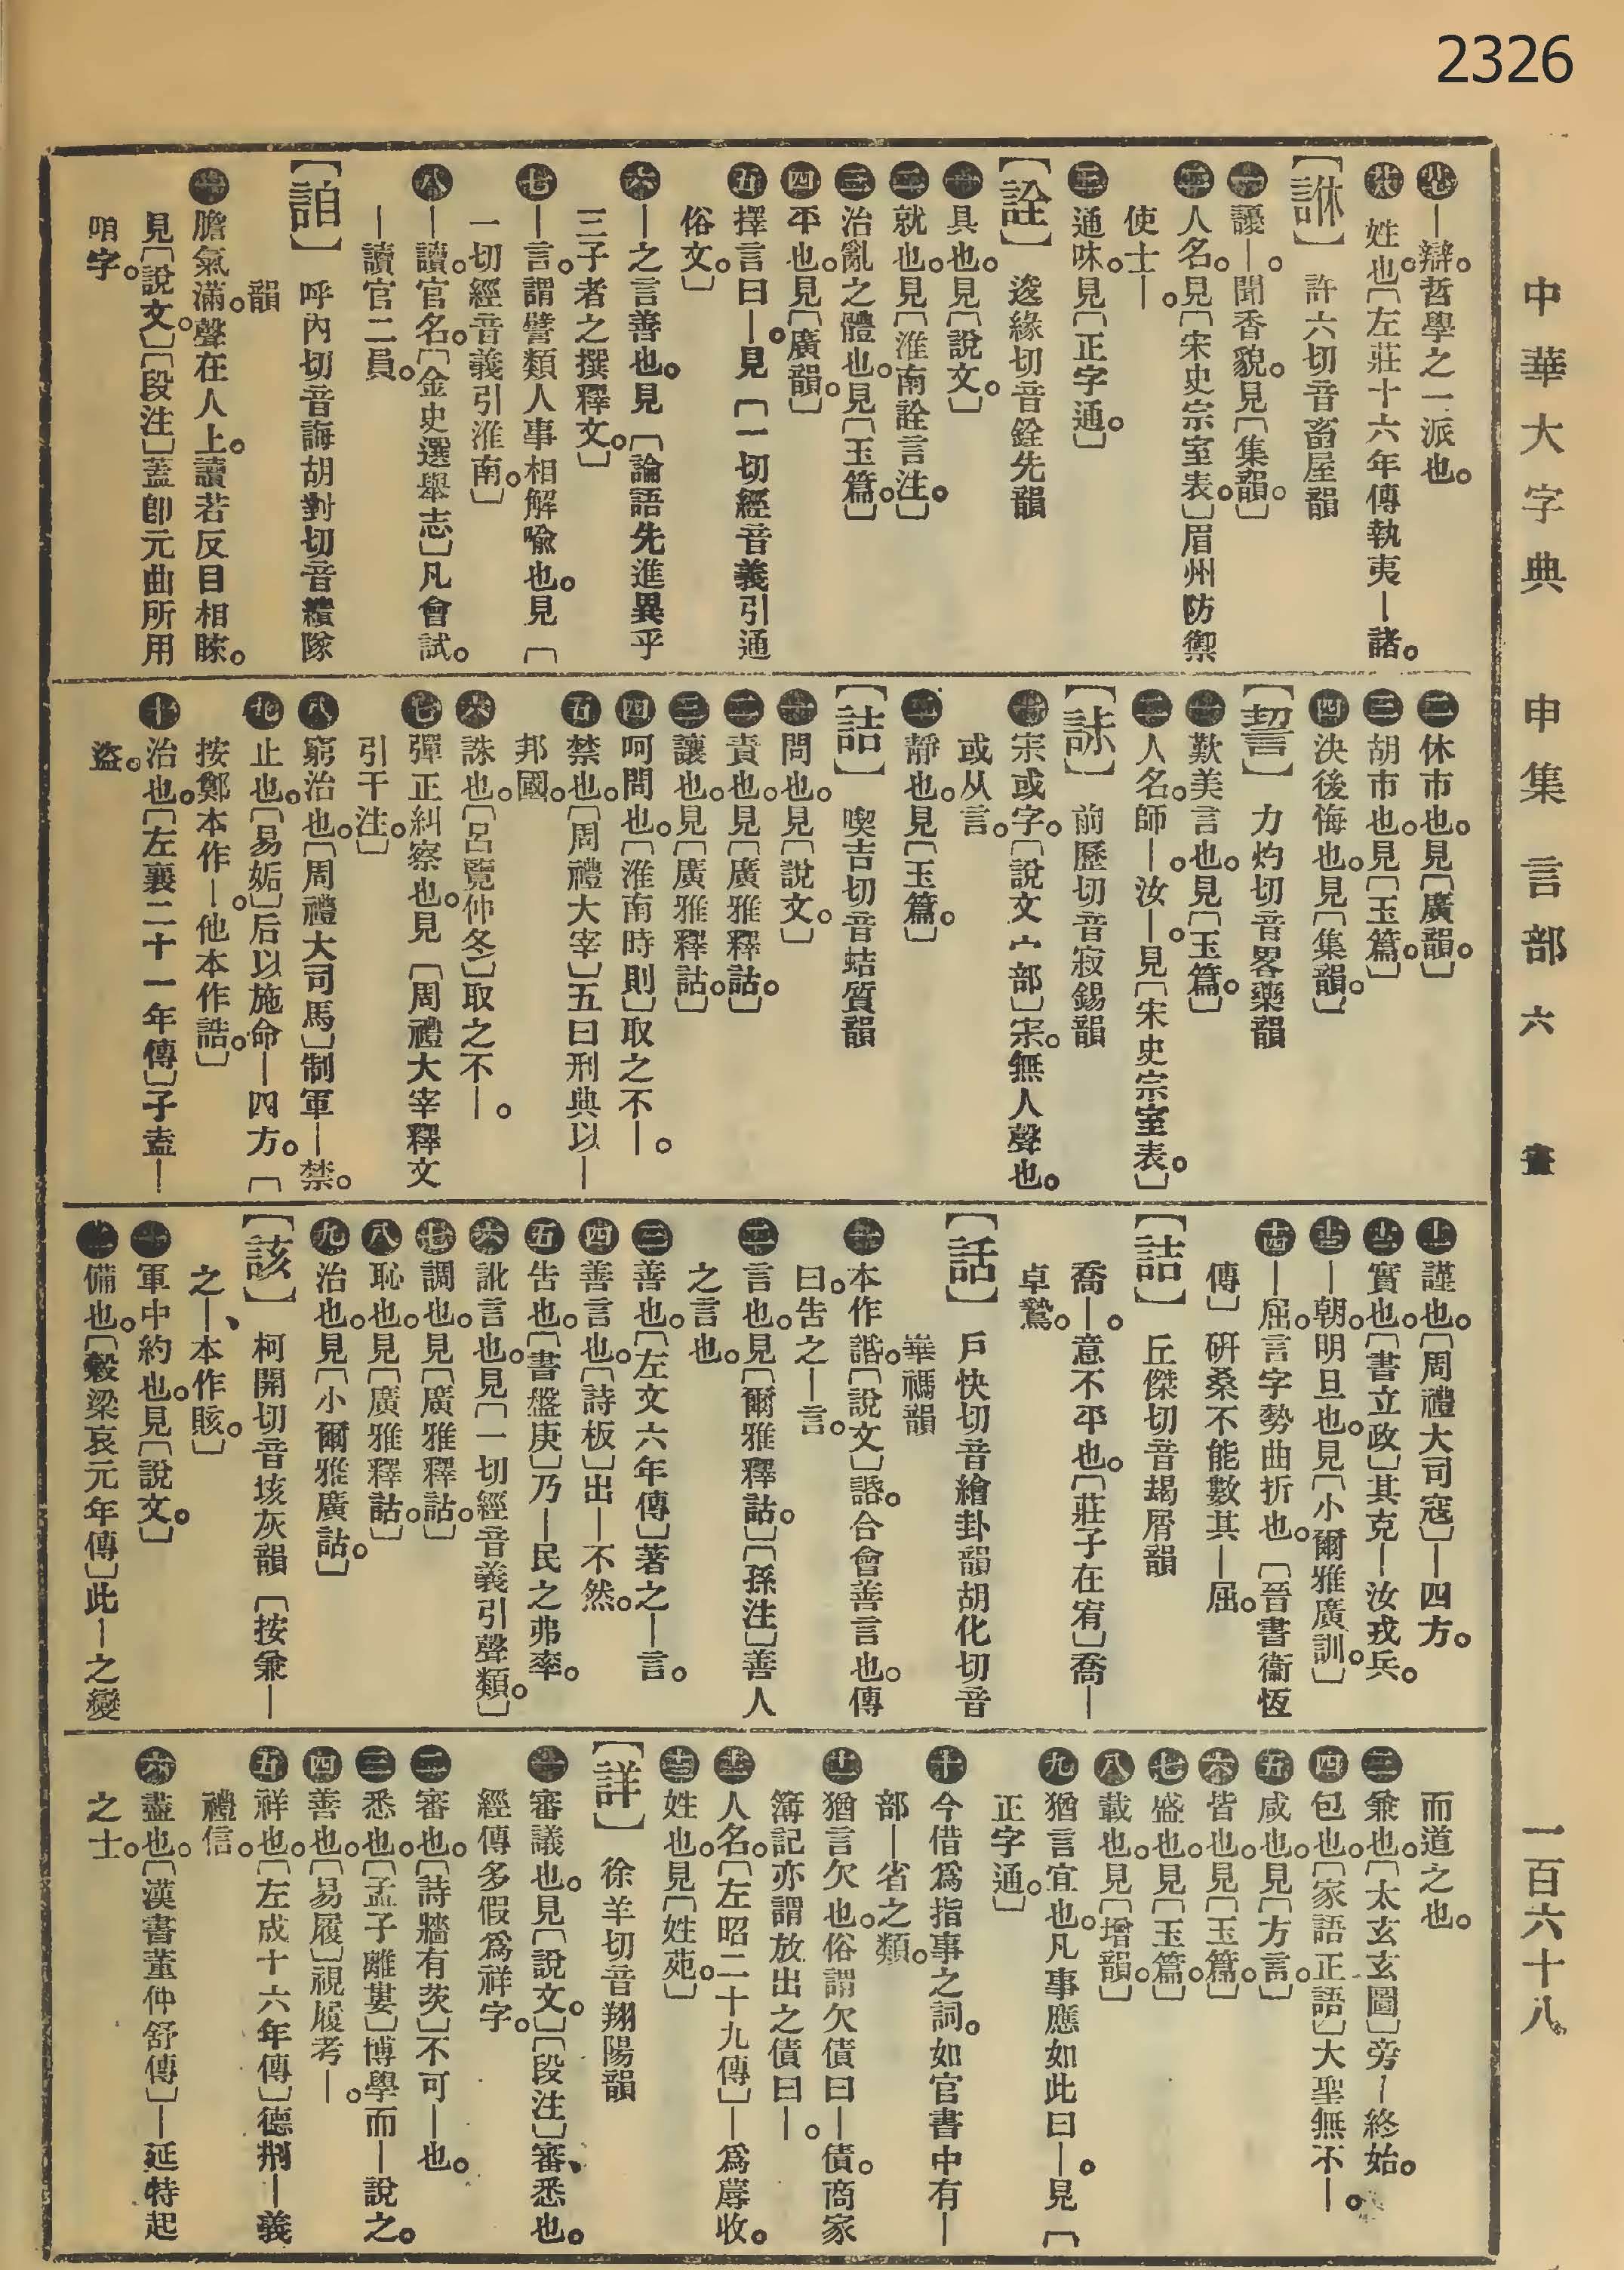 2326
中華大字典 申集 言部 六畫 一百六十八
－辯。哲學之一派也。
姓也。〔左莊十六年傳執夷－諸。
〔訹〕 許六切音畜屋韻
㊀謢－。聞香貌。見〔集韻。〕
㊁人名。見〔宋史宗室表。〕眉州防禦
使士－。
㊂通咮。見〔正字通。〕
〔詮〕 逡緣切音銓先韻
㊀具也。見〔說文。〕
㊁就也。見〔淮南詮言注。〕
㊂治亂之體也。見〔玉篇。〕
㊃平也。見〔廣韻。〕
㊄擇言曰－。見〔一切經音義引通
俗文。〕
㊅－之言善也。見〔論語先進異乎
三子者之撰釋文。〕
㊆－言。謂譬類人事相解喩也。見〔
一切經音義引淮南。〕
㊇－讀。官名。〔金史選舉志〕凡會試。
－讀官二員。
〔詯〕 呼內切音誨胡對切音繢隊
韻
㊀膽氣滿。聲在人上。讀若反目相睞。
見〔說文。〕〔段注〕蓋卽元曲所用
咱字。
㊁休市也。見〔廣韻。〕
㊂胡市也。見〔玉篇。〕
㊃決後悔也。見〔集韻。〕
〔㓞言〕 力灼切音畧藥韻
㊀歎美言也。見〔玉篇。〕
㊁人名。師－。汝－。見〔宋史宗室表。〕
〔䛌〕 前歷切音寂錫韻
㊀宗或字。〔說文宀部〕宗。無人聲也。
或从言。
㊁靜也。見〔玉篇。〕
〔詰〕 喫吉切音蛣質韻
㊀問也。見〔說文。〕
㊁責也。見〔廣雅釋詁。〕
㊂讓也。見〔廣雅釋詁。〕
㊃呵問也。〔淮南時則〕取之不－。
㊄禁也。〔周禮大宰〕五曰刑典以－
邦國。
㊅誅也。〔呂覽仲冬〕取之不－。
㊆彈正糾察也。見〔周禮大宰釋文
引干注。〕
㊇窮治也。〔周禮大司馬〕制軍－禁。
㊈止也。〔易姤〕后以施命－四方。〔
按鄭本作－。他本作誥。〕
㊉治也。〔左襄二十一年傳〕子盍－
盜。
謹也。〔周禮大司寇〕－四方。
實也。〔書立政〕其克－汝戎兵。
－朝。明旦也。見〔小爾雅廣訓。〕
－屈。言字勢曲折也。〔晉書衞恆
傳〕研桑不能數其－屈。
〔詰〕 丘傑切音朅屑韻
喬－。意不平也。〔莊子在宥〕喬－
卓鷙。
〔話〕 戶快切音繪卦韻胡化切音
崋禡韻
㊀本作䛡。〔說文〕䛡。合會善言也。傳
曰。告之－言。
㊁言也。見〔爾雅釋詁。〕〔孫注〕善人
之言也。
㊂善也。〔左文六年傳〕著之－言。
㊃善言也。〔詩板〕出－不然。
㊄告也。〔書盤庚〕乃－民之弗率。
㊅訛言也。見〔一切經音義引聲類。〕
㊆調也。見〔廣雅釋詁。〕
㊇恥也。見〔廣雅釋詁。〕
㊈治也。見〔小爾雅廣詁。〕
〔該〕 柯開切音垓灰韻〔按兼－
之－、本作賅。〕
㊀軍中約也。見〔說文。〕
㊁備也。〔穀梁哀元年傳〕此－之變
而道之也。
㊂兼也。〔太玄玄圖〕旁－終始。
㊃包也。〔家語正語〕大聖無不－。
㊄咸也。見〔方言。〕
㊅皆也。見〔玉篇。〕
㊆盛也。見〔玉篇。〕
㊇載也。見〔增韻。〕
㊈猶言宜也。凡事應如此曰－。見〔
正字通。〕
㊉今借爲指事之詞。如官書中有－
部－省之類。
猶言欠也。俗謂欠債曰－債。商家
簿記亦謂放出之債曰－。
人名。〔左昭二十九傳〕－爲蓐收。
姓也。見〔姓苑。〕
〔詳〕 徐羊切音翔陽韻
㊀審議也。見〔說文。〕〔段注〕審、悉也。
經傳多假爲祥字。
㊁審也。〔詩牆有茨〕不可－也。
㊂悉也。〔孟子離婁〕博學而－說之。
㊃善也。〔易履〕視履考－。
㊄祥也。〔左成十六年傳〕德刑－義
禮信。
㊅盡也。〔漢書董仲舒傳〕－延特起
之士。